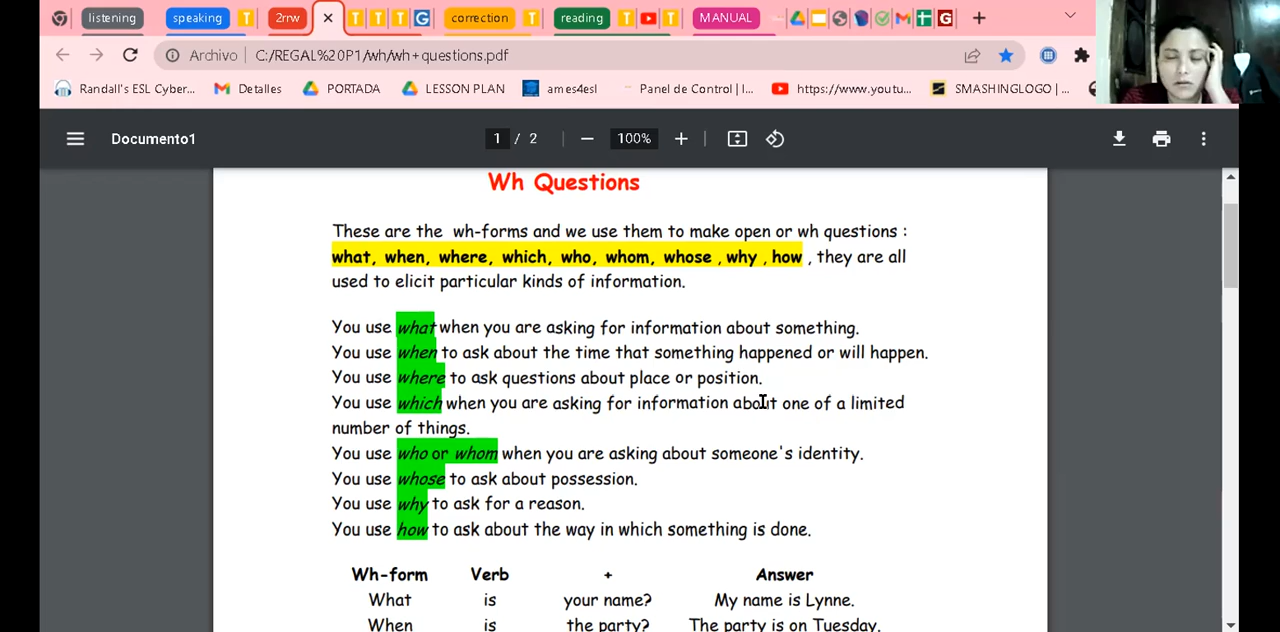 listening speaking 2rrw correction reading MANUAL
Archivo C:/REGAL%20P1/wh/wh+questions.pdf
Randall's ESL Cyber... Detalles PORTADA LESSON PLAN ames4esl Panel de Control | I... https://www.youtu... SMASHINGLOGO | ...
Documento1 1 / 2 100%
Wh Questions
These are the wh-forms and we use them to make open or wh questions :
what, when, where, which, who, whom, whose , why , how , they are all
used to elicit particular kinds of information.
You use what when you are asking for information about something.
You use when to ask about the time that something happened or will happen.
You use where to ask questions about place or position.
You use which when you are asking for information about one of a limited
number of things.
You use who or whom when you are asking about someone's identity.
You use whose to ask about possession.
You use why to ask for a reason.
You use how to ask about the way in which something is done.
Wh-form Verb + Answer
What is your name? My name is Lynne.
When is the party? The party is on Tuesday.